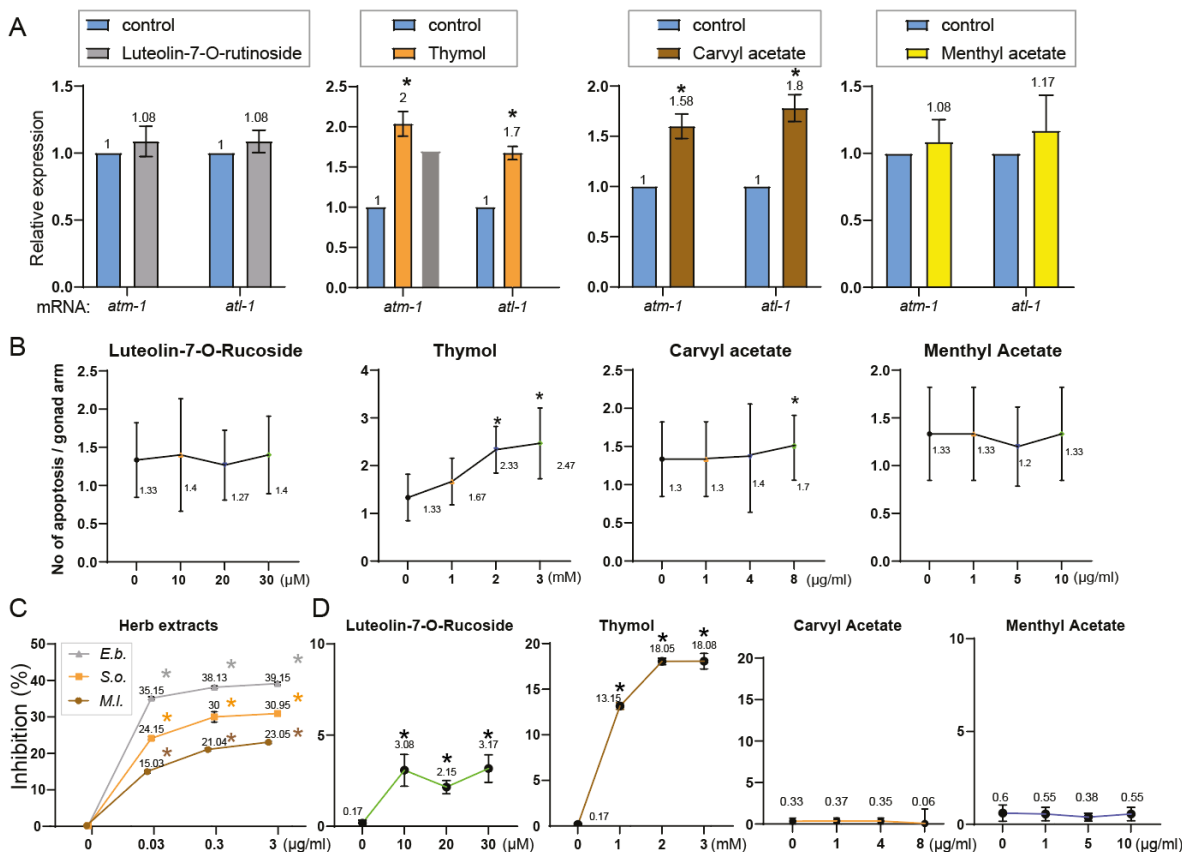 A
control
Luteolin-7-O-rutinoside
control
Thymol
control
Carvyl acetate
control
Menthyl acetate
Relative expression
1.5
1.0
0.5
0.0
1
1.08
1
1.08
2.5
2.0
1.5
1.0
0.5
0.0
1
*
2
1
*
1.7
2.0
1.5
1.0
0.5
0.0
1
*
1.58
1
*
1.8
1.5
1.0
0.5
0.0
1.08
1.17
mRNA:
atm-1 atl-1
atm-1 atl-1
atm-1 atl-1
atm-1 atl-1
B
Luteolin-7-O-Rucoside
Thymol
Carvyl acetate
Menthyl Acetate
No of apoptosis / gonad arm
2.5
2.0
1.5
1.0
0.5
0.0
1.33
1.4
1.27
1.4
0 10 20 30 (µM)
4
3
2
1
0
1.33
1.67
*
2.33
*
2.47
0 1 2 3 (mM)
2.5
2.0
1.5
1.0
0.5
0.0
1.3
1.3
1.4
*
1.7
0 1 4 8 (µg/ml)
2.0
1.5
1.0
0.5
0.0
1.33
1.33
1.2
1.33
0 1 5 10 (µg/ml)
C
Herb extracts
Inhibition (%)
50
40
30
20
10
0
E.b.
S.o.
M.l.
35.15 *
38.13 *
39.15 *
24.15 *
30 *
30.95 *
15.03 *
21.04 *
23.05 *
0 0.03 0.3 3 (µg/ml)
D
Luteolin-7-O-Rucoside
10
5
0
0.17
*
3.08
*
2.15
*
3.17
0 10 20 30 (µM)
Thymol
20
15
10
5
0
0.17
*
13.15
*
18.05
*
18.08
0 1 2 3 (mM)
Carvyl Acetate
20
15
10
5
0
0.33 0.37 0.35 0.06
0 1 4 8 (µg/ml)
Menthyl Acetate
10
5
0
0.6 0.55 0.38 0.55
0 1 5 10 (µg/ml)